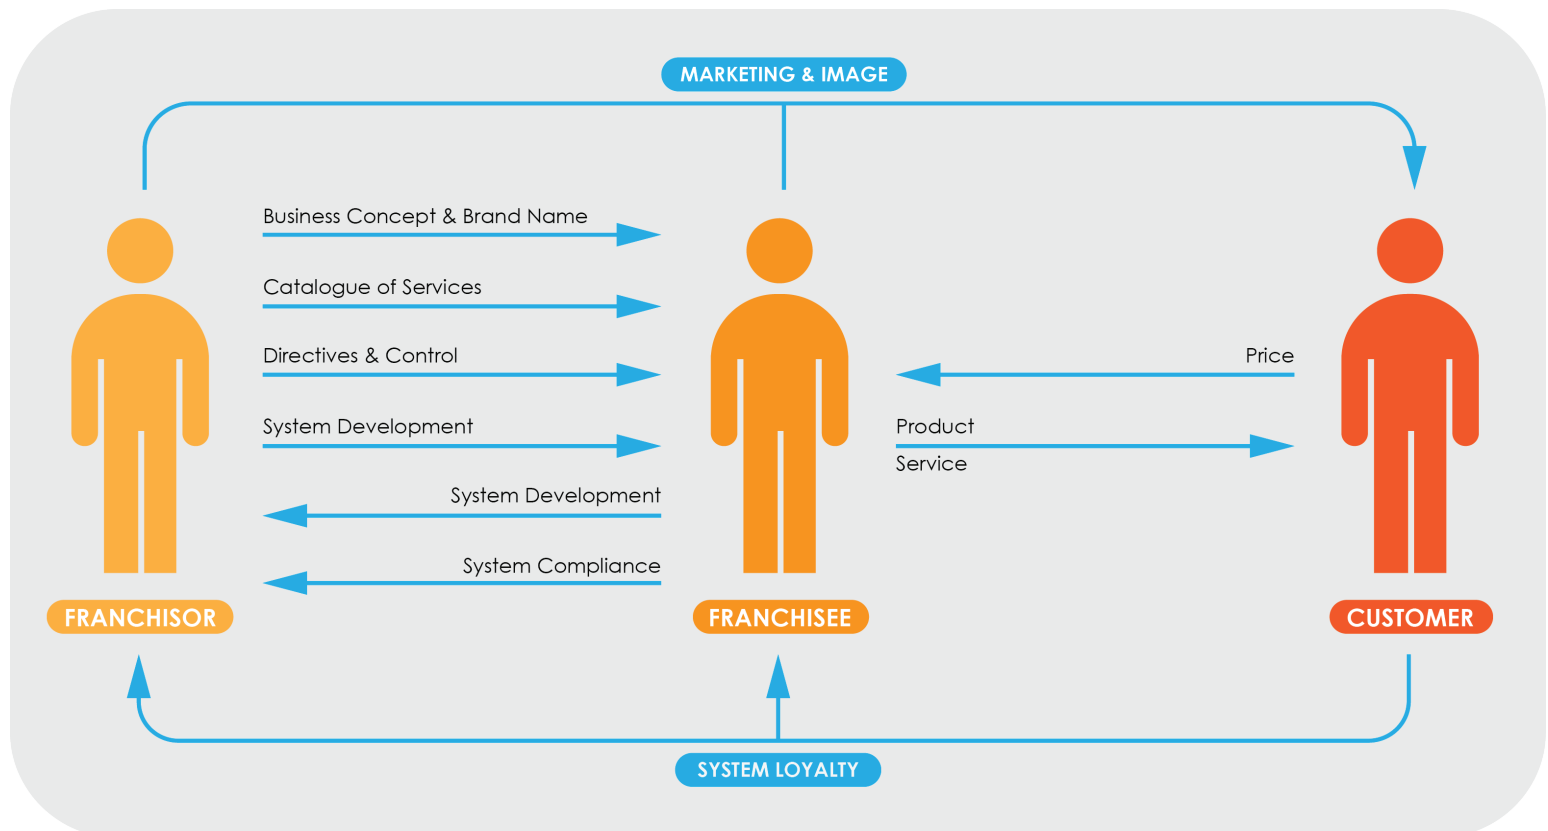 MARKETING & IMAGE
Business Concept & Brand Name
Catalogue of Services
Directives & Control
Price
System Development
Product
Service
System Development
System Compliance
FRANCHISOR
FRANCHISEE
CUSTOMER
SYSTEM LOYALTY